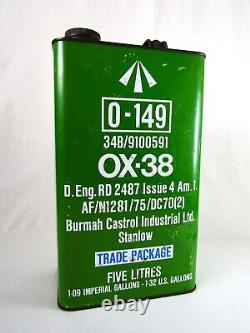 O-149
34B/9100591
OX-38
D.Eng.RD 2487 Issue 4 Am.1.
AF/N1281/75/DC70(2)
Burmah Castrol Industrial Ltd.
Stanlow
TRADE PACKAGE
FIVE LITRES
1·09 IMPERIAL GALLONS - 1·32 U.S. GALLONS